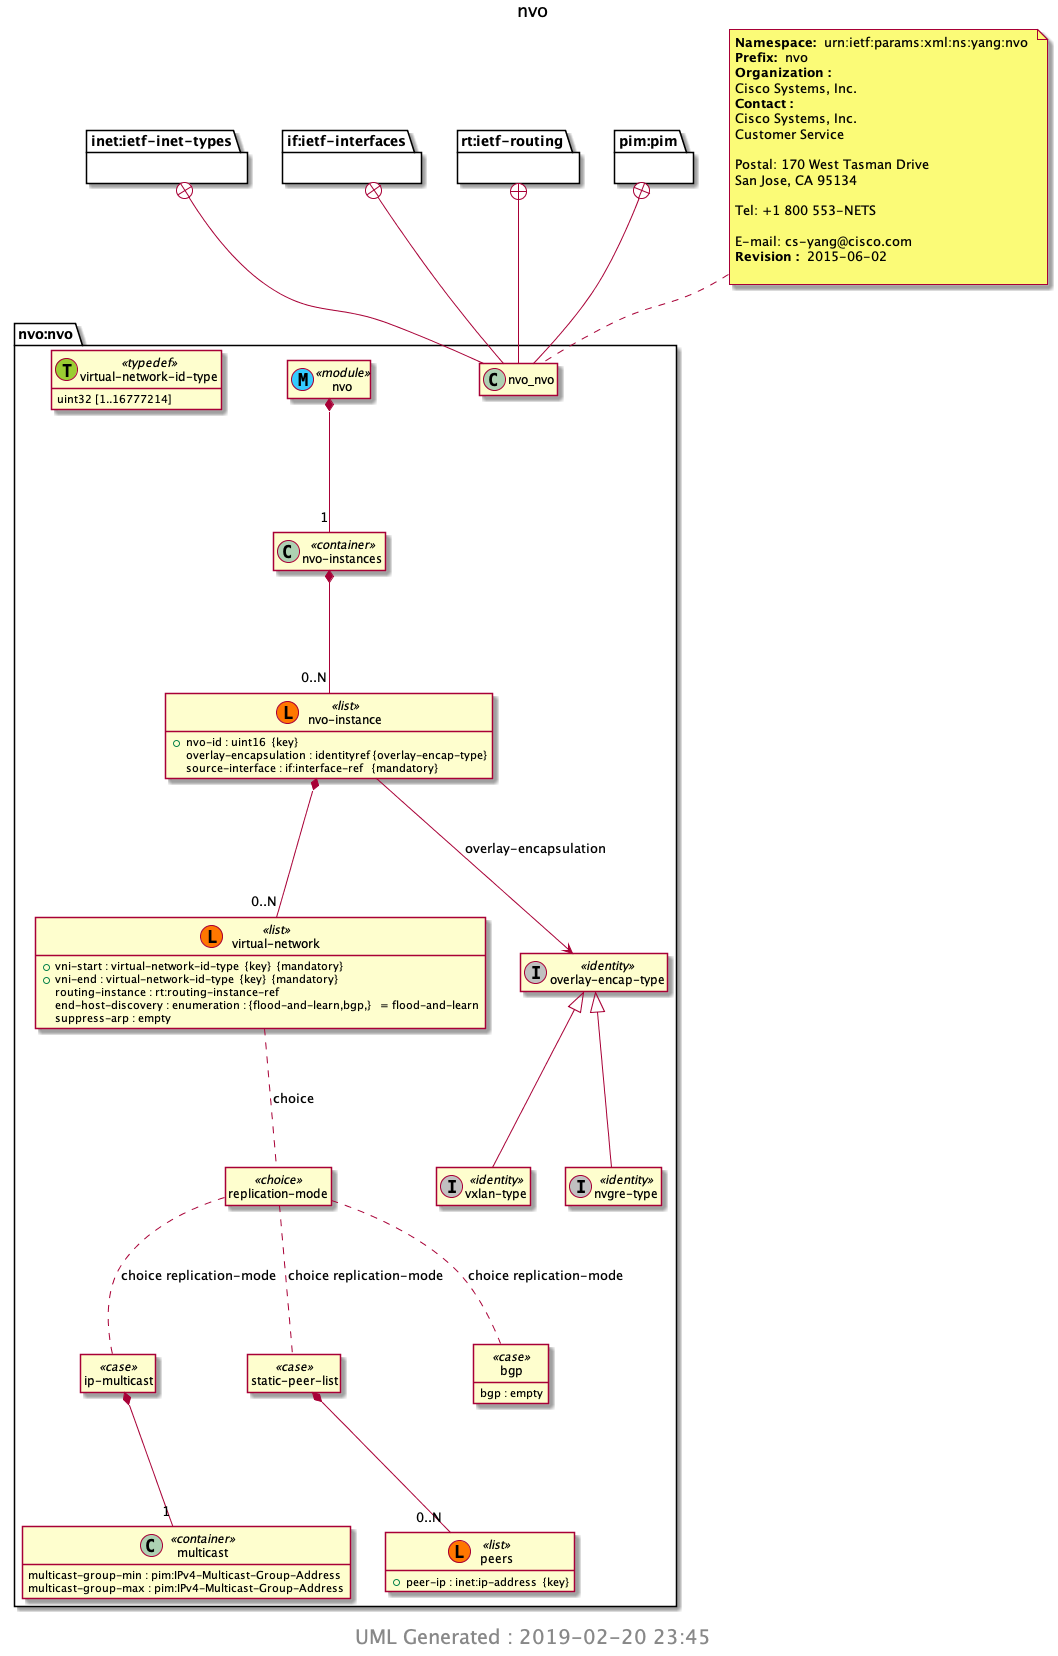 nvo
Namespace: urn:ietf:params:xml:ns:yang:nvo
Prefix: nvo
Organization :
Cisco Systems, Inc.
Contact :
Cisco Systems, Inc.
Customer Service
Postal: 170 West Tasman Drive
San Jose, CA 95134
Tel: +1 800 553-NETS
E-mail: cs-yang@cisco.com
Revision : 2015-06-02
inet:ietf-inet-types
if:ietf-interfaces
rt:ietf-routing
pim:pim
nvo:nvo
T
«typedef»
virtual-network-id-type
uint32 [1..16777214]
M
«module»
nvo
C
nvo_nvo
1
C
«container»
nvo-instances
0..N
L
«list»
nvo-instance
nvo-id : uint16 {key}
overlay-encapsulation : identityref {overlay-encap-type}
source-interface : if:interface-ref {mandatory}
overlay-encapsulation
0..N
L
«list»
virtual-network
vni-start : virtual-network-id-type {key} {mandatory}
vni-end : virtual-network-id-type {key} {mandatory}
routing-instance : rt:routing-instance-ref
end-host-discovery : enumeration : {flood-and-learn,bgp,} = flood-and-learn
suppress-arp : empty
I
«identity»
overlay-encap-type
choice
«choice»
replication-mode
I
«identity»
vxlan-type
I
«identity»
nvgre-type
choice replication-mode
choice replication-mode
choice replication-mode
«case»
ip-multicast
«case»
static-peer-list
«case»
bgp
bgp : empty
1
0..N
C
«container»
multicast
multicast-group-min : pim:IPv4-Multicast-Group-Address
multicast-group-max : pim:IPv4-Multicast-Group-Address
L
«list»
peers
peer-ip : inet:ip-address {key}
UML Generated : 2019-02-20 23:45